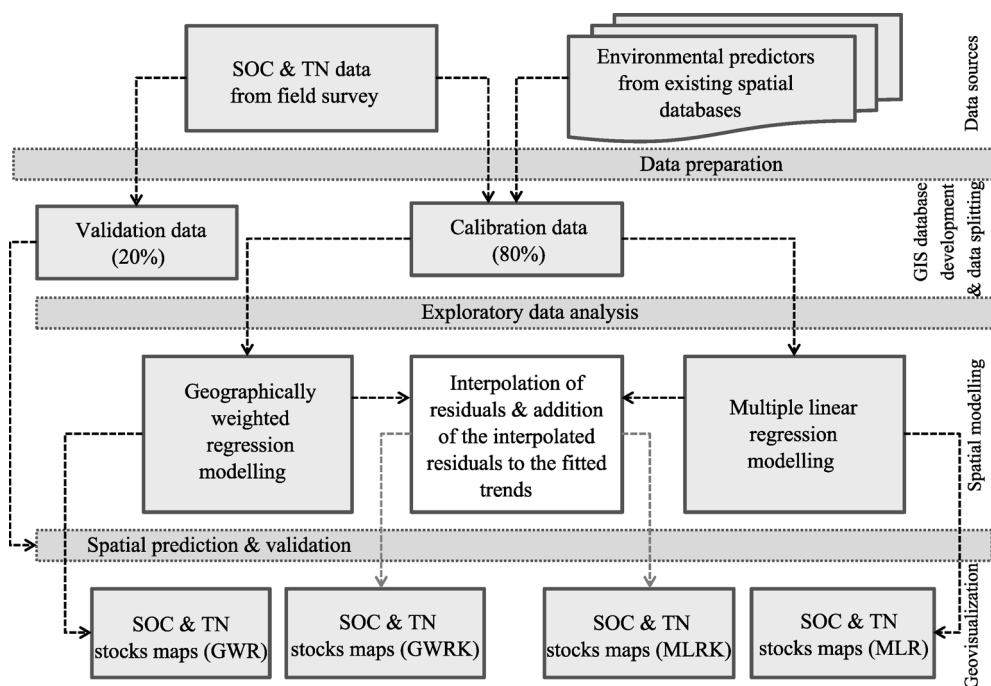 SOC & TN data
from field survey
Environmental predictors
from existing spatial
databases
Data sources
Data preparation
Validation data
(20%)
Calibration data
(80%)
GIS database
development
& data splitting
Exploratory data analysis
Geographically
weighted
regression
modelling
Interpolation of
residuals & addition
of the interpolated
residuals to the fitted
trends
Multiple linear
regression
modelling
Spatial modelling
Spatial prediction & validation
SOC & TN
stocks maps (GWR)
SOC & TN
stocks maps (GWRK)
SOC & TN
stocks maps (MLRK)
SOC & TN
stocks maps (MLR)
Geovisualization